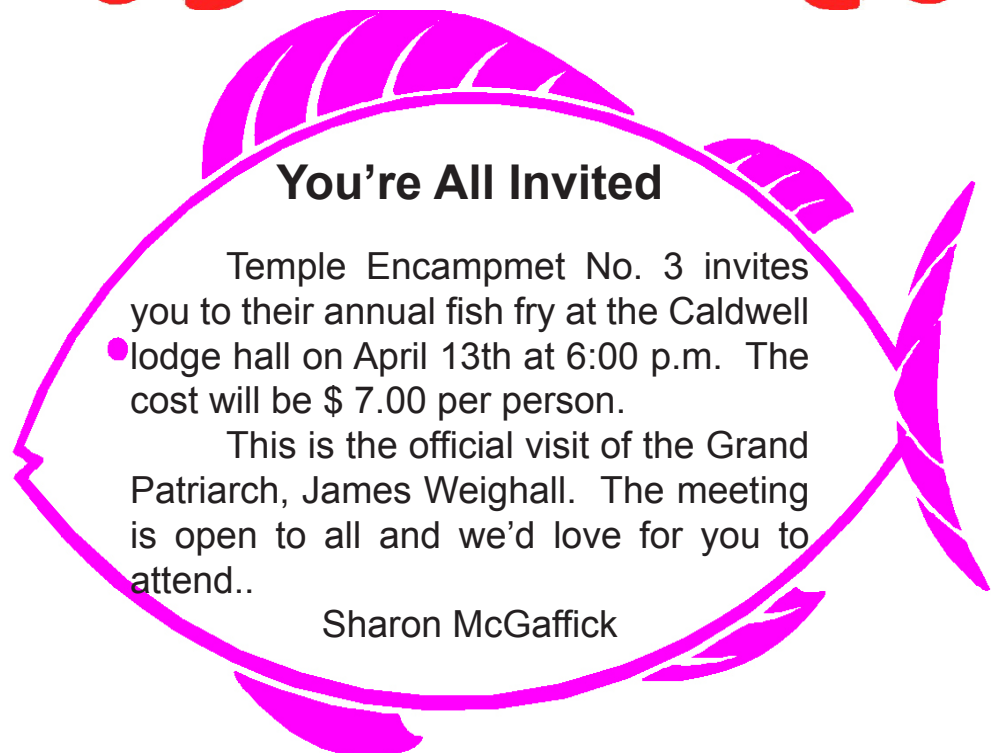 You’re All Invited
Temple Encampmet No. 3 invites
you to their annual fish fry at the Caldwell
lodge hall on April 13th at 6:00 p.m. The
cost will be $ 7.00 per person.
This is the official visit of the Grand
Patriarch, James Weighall. The meeting
is open to all and we’d love for you to
attend..
Sharon McGaffick